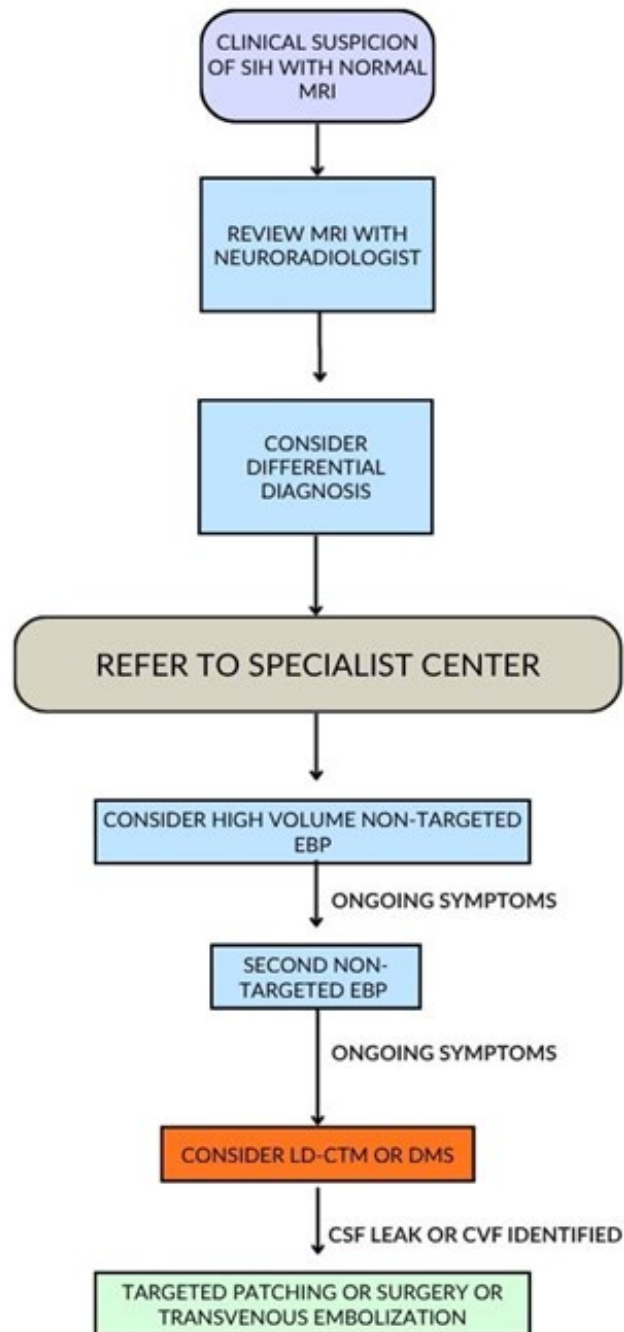 CLINICAL SUSPICION
OF SIH WITH NORMAL
MRI
REVIEW MRI WITH
NEURORADIOLOGIST
CONSIDER
DIFFERENTIAL
DIAGNOSIS
REFER TO SPECIALIST CENTER
CONSIDER HIGH VOLUME NON-TARGETED
EBP
ONGOING SYMPTOMS
SECOND NON-
TARGETED EBP
ONGOING SYMPTOMS
CONSIDER LD-CTM OR DMS
CSF LEAK OR CVF IDENTIFIED
TARGETED PATCHING OR SURGERY OR
TRANSVENOUS EMBOLIZATION